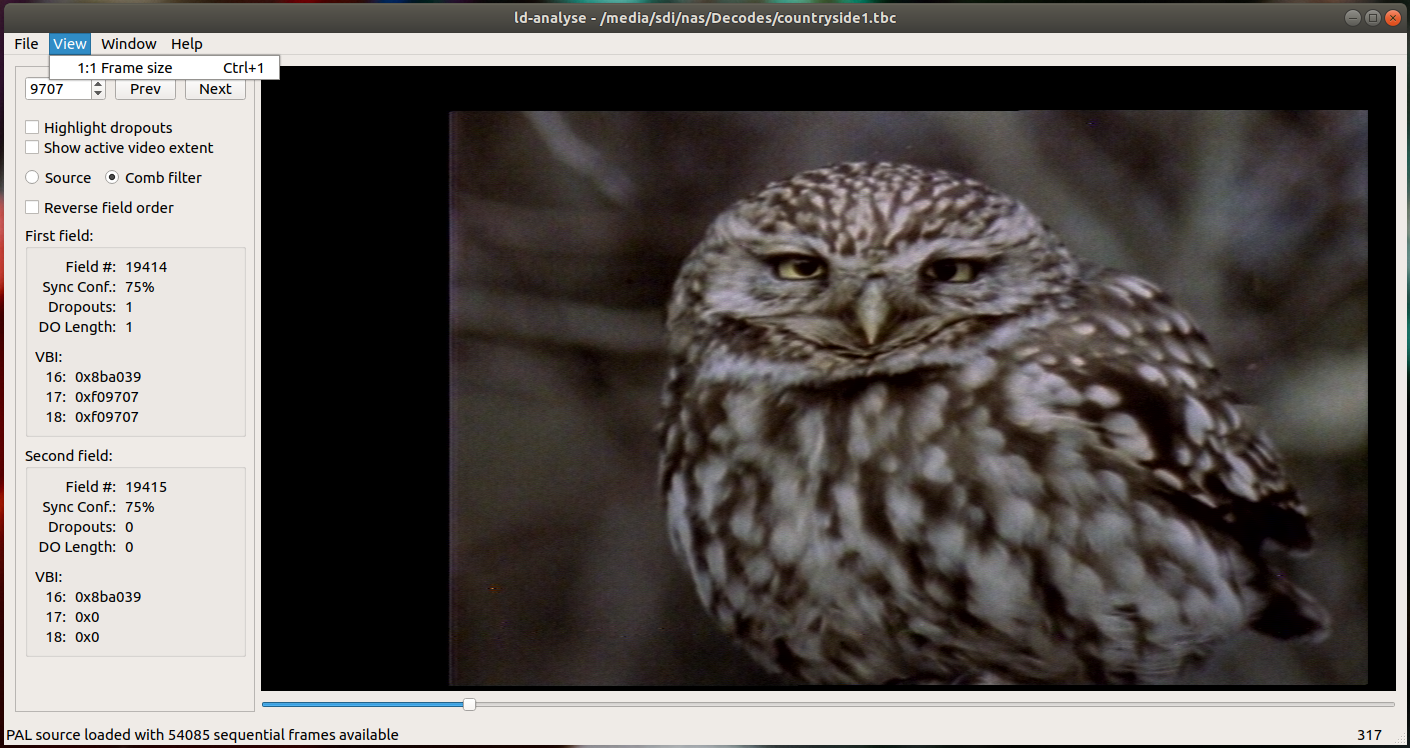 ld-analyse - /media/sdi/nas/Decodes/countryside1.tbc
File View Window Help
1:1 Frame size Ctrl+1
9707 Prev Next
Highlight dropouts
Show active video extent
Source Comb filter
Reverse field order
First field:
Field #: 19414
Sync Conf.: 75%
Dropouts: 1
DO Length: 1
VBI:
16: 0x8ba039
17: 0xf09707
18: 0xf09707
Second field:
Field #: 19415
Sync Conf.: 75%
Dropouts: 0
DO Length: 0
VBI:
16: 0x8ba039
17: 0x0
18: 0x0
PAL source loaded with 54085 sequential frames available 317